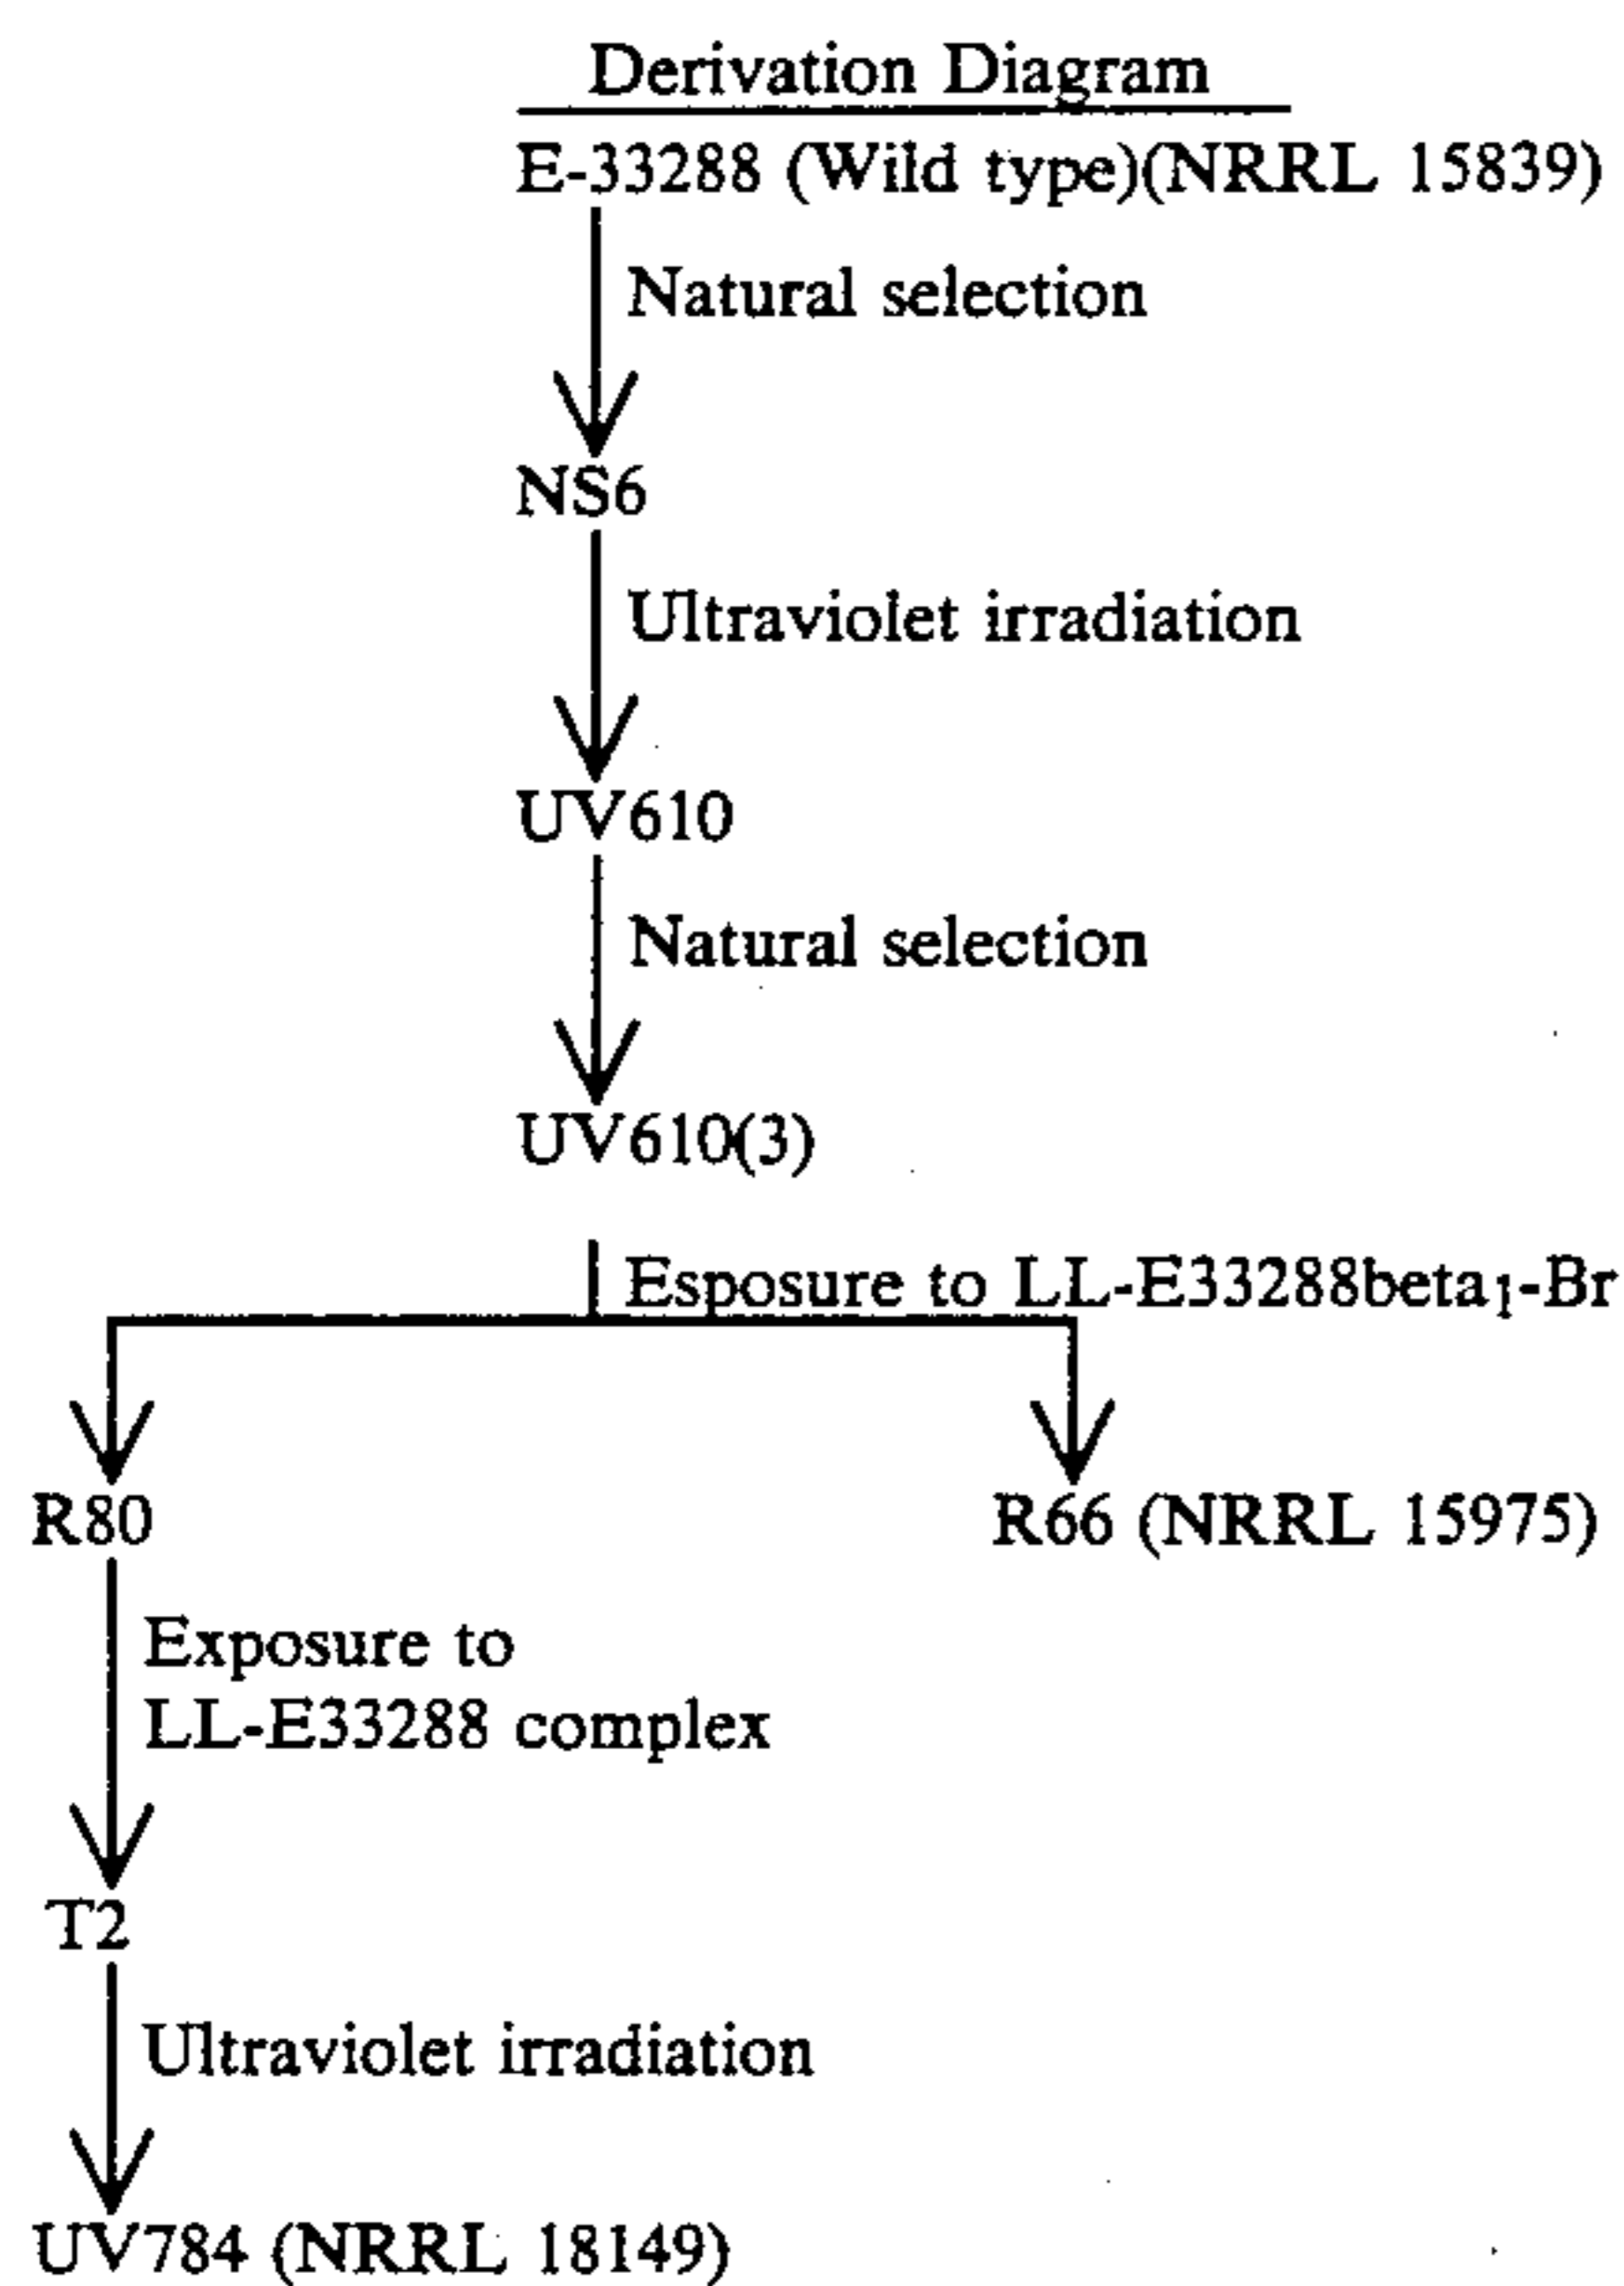 Derivation Diagram
E-33288 (Wild type)(NRRL 15839)
Natural selection
NS6
Ultraviolet irradiation
UV610
Natural selection
UV610(3)
Esposure to LL-E33288beta₁-Br
R80
R66 (NRRL 15975)
Exposure to
LL-E33288 complex
T2
Ultraviolet irradiation
UV784 (NRRL 18149)